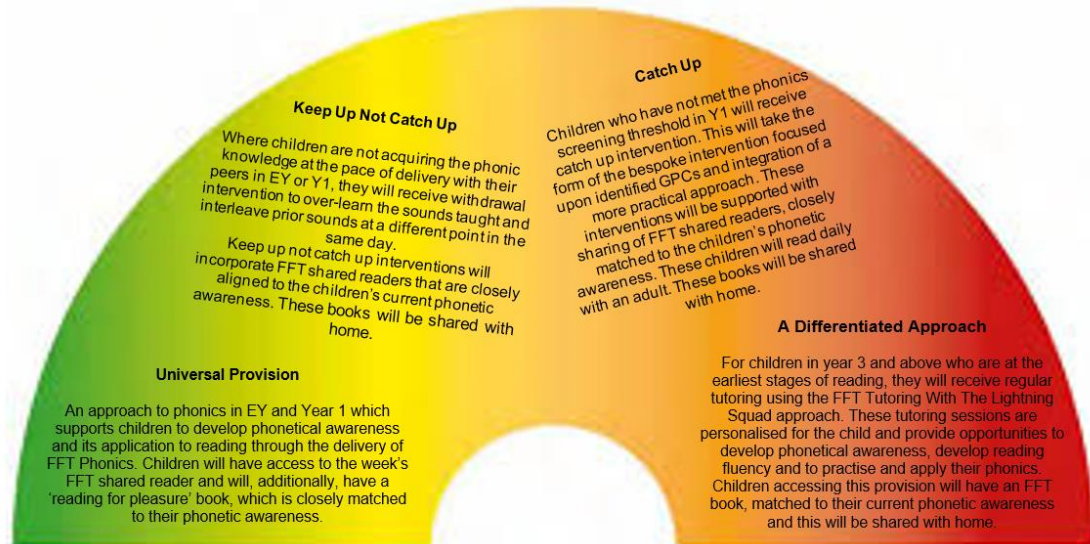 Keep Up Not Catch Up
Where children are not acquiring the phonic
knowledge at the pace of delivery with their
peers in EY or Y1, they will receive withdrawal
intervention to over-learn the sounds taught and
interleave prior sounds at a different point in the
same day.
Keep up not catch up interventions will
incorporate FFT shared readers that are closely
aligned to the children's current phonetic
awareness. These books will be shared with
home.
Catch Up
Children who have not met the phonics
screening threshold in Y1 will receive
catch up intervention. This will take the
form of the bespoke intervention focused
upon identified GPCs and integration of a
more practical approach. These
interventions will be supported with
sharing of FFT shared readers, closely
matched to the children's phonetic
awareness. These children will read daily
with an adult. These books will be shared
with home.
Universal Provision
An approach to phonics in EY and Year 1 which
supports children to develop phonetical awareness
and its application to reading through the delivery of
FFT Phonics. Children will have access to the week's
FFT shared reader and will, additionally, have a
'reading for pleasure' book, which is closely matched
to their phonetic awareness.
A Differentiated Approach
For children in year 3 and above who are at the
earliest stages of reading, they will receive regular
tutoring using the FFT Tutoring With The Lightning
Squad approach. These tutoring sessions are
personalised for the child and provide opportunities to
develop phonetical awareness, develop reading
fluency and to practise and apply their phonics.
Children accessing this provision will have an FFT
book, matched to their current phonetic awareness
and this will be shared with home.